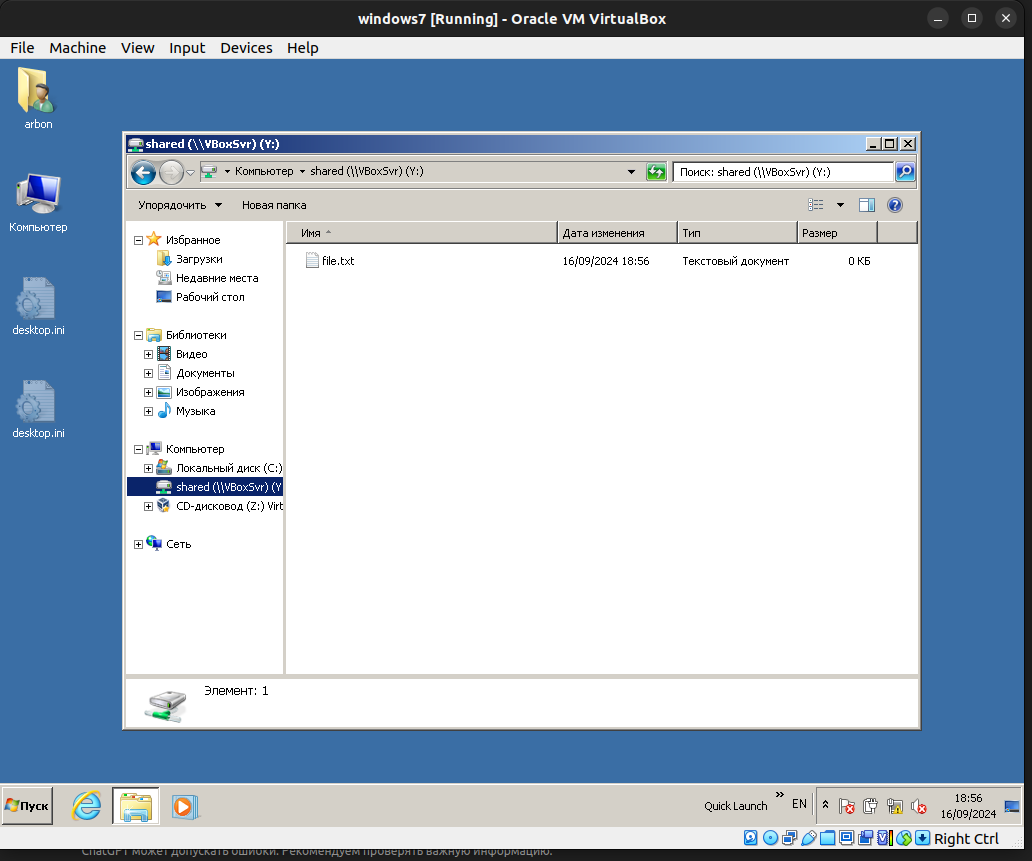 windows7 [Running] - Oracle VM VirtualBox
File Machine View Input Devices Help
arbon
Компьютер
desktop.ini
desktop.ini
shared (\\VBoxSvr) (Y:)
Компьютер shared (\\VBoxSvr) (Y:)
Поиск: shared (\\VBoxSvr) (Y:)
Упорядочить Новая папка
Избранное
Загрузки
Недавние места
Рабочий стол
Библиотеки
Видео
Документы
Изображения
Музыка
Компьютер
Локальный диск (C:)
shared (\\VBoxSvr) (Y
CD-дисковод (Z:) Virt
Сеть
Имя Дата изменения Тип Размер
file.txt 16/09/2024 18:56 Текстовый документ 0 КБ
Элемент: 1
Пуск
Quick Launch
EN
18:56
16/09/2024
Right Ctrl
ChatGPT может допускать ошибки. Рекомендуем проверять важную информацию.